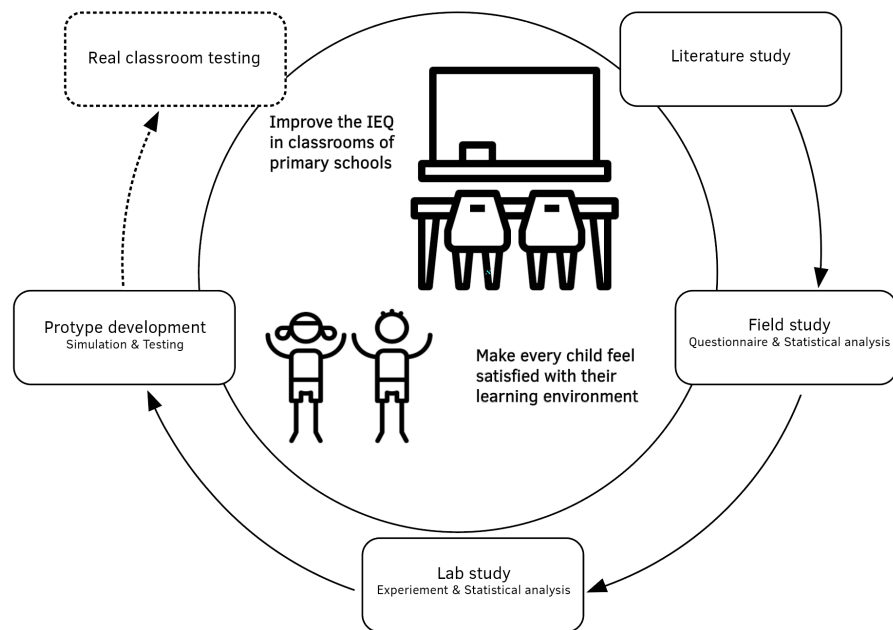 Real classroom testing
Literature study
Improve the IEQ
in classrooms of
primary schools
Protype development
Simulation & Testing
Field study
Questionnaire & Statistical analysis
Make every child feel
satisfied with their
learning environment
Lab study
Experiement & Statistical analysis